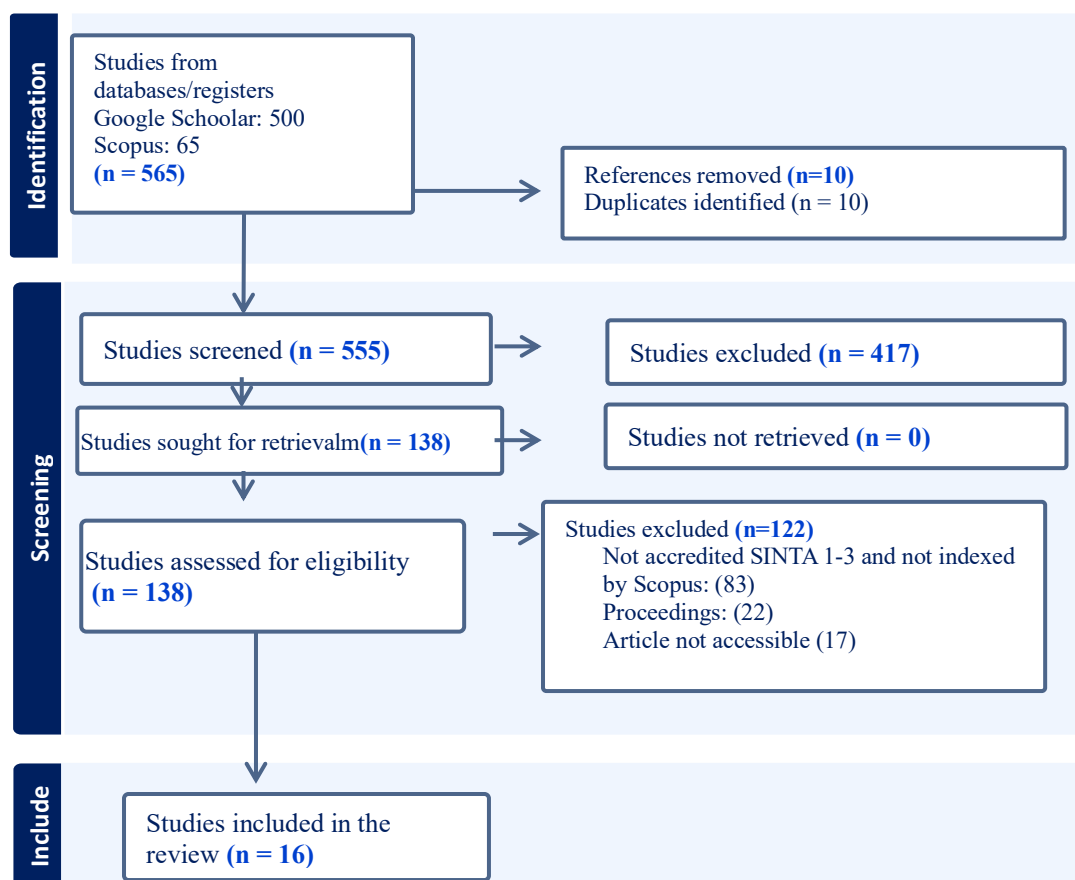 Identification
Studies from
databases/registers
Google Schoolar: 500
Scopus: 65
(n = 565)
References removed (n=10)
Duplicates identified (n = 10)
Screening
Studies screened (n = 555)
Studies excluded (n = 417)
Studies sought for retrievalm(n = 138)
Studies not retrieved (n = 0)
Studies assessed for eligibility
(n = 138)
Studies excluded (n=122)
Not accredited SINTA 1-3 and not indexed
by Scopus: (83)
Proceedings: (22)
Article not accessible (17)
Include
Studies included in the
review (n = 16)